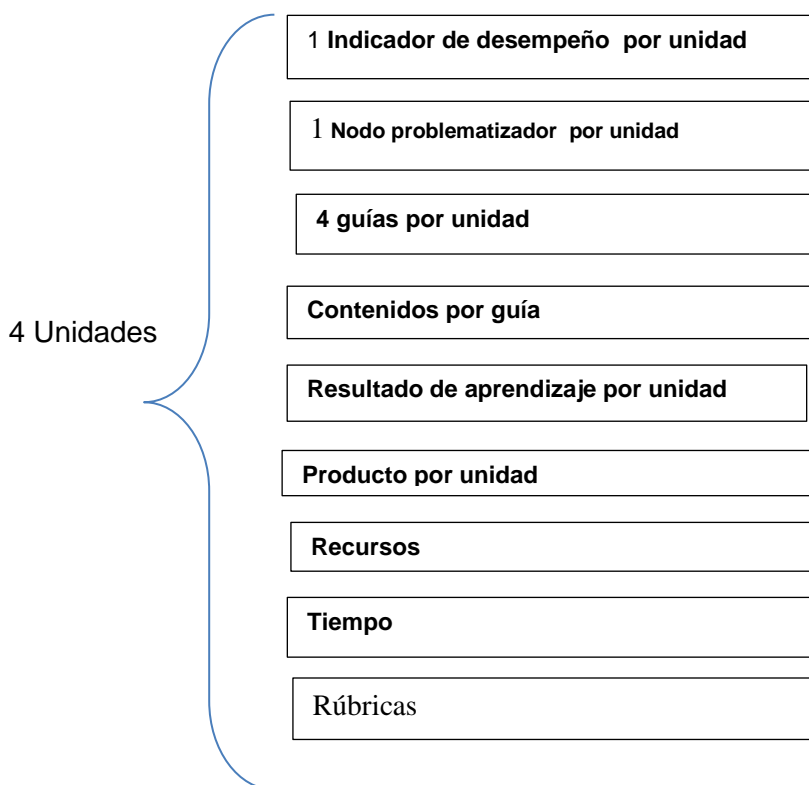 1 Indicador de desempeño por unidad
1 Nodo problematizador por unidad
4 guías por unidad
Contenidos por guía
4 Unidades
Resultado de aprendizaje por unidad
Producto por unidad
Recursos
Tiempo
Rúbricas